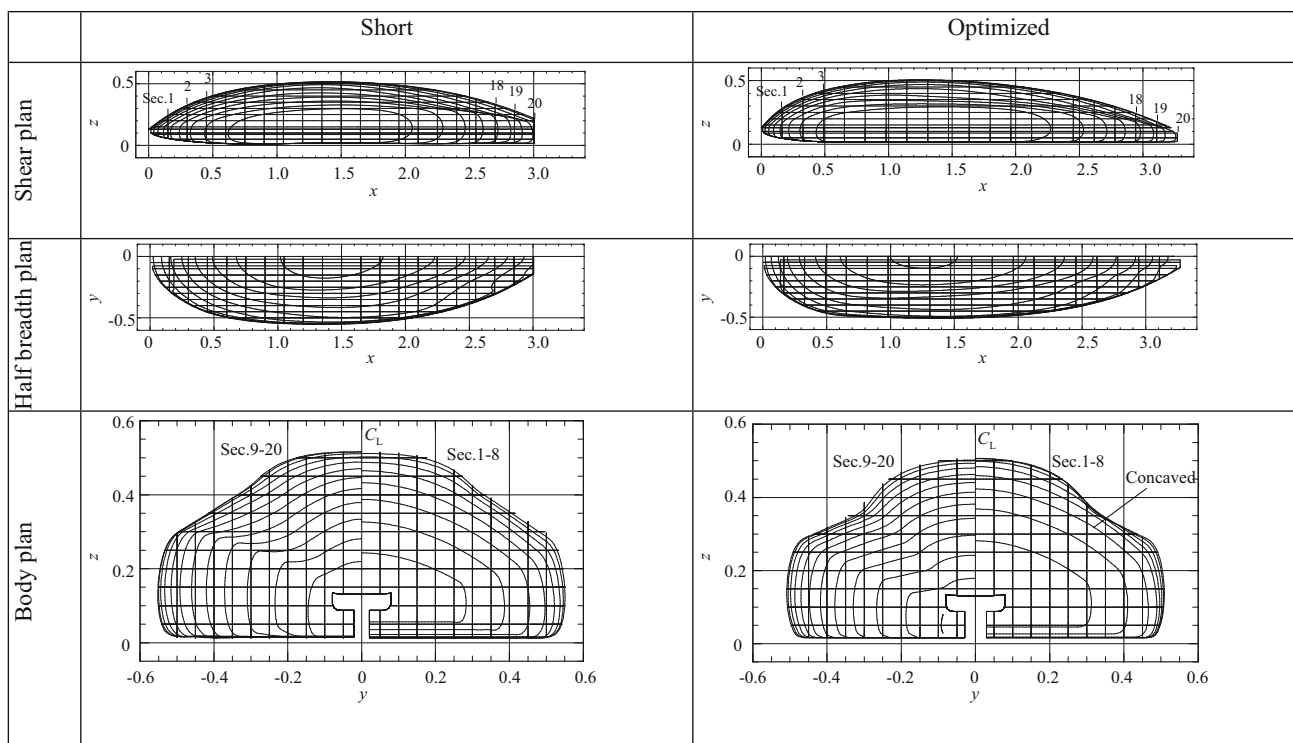 Short
Optimized
Shear plan
0.5
0
z
Sec.1
2
3
18
19
20
0
0.5
1.0
1.5
2.0
2.5
3.0
x
0.5
0
z
Sec.1
2
3
18
19
20
0
0.5
1.0
1.5
2.0
2.5
3.0
x
Half breadth plan
0
-0.5
y
0
0.5
1.0
1.5
2.0
2.5
3.0
x
0
-0.5
y
0
0.5
1.0
1.5
2.0
2.5
3.0
x
Body plan
0.6
0.4
0.2
0
z
Sec.9-20
CL
Sec.1-8
-0.6
-0.4
-0.2
0
0.2
0.4
0.6
y
0.6
0.4
0.2
0
z
Sec.9-20
CL
Sec.1-8
Concaved
-0.6
-0.4
-0.2
0
0.2
0.4
0.6
y